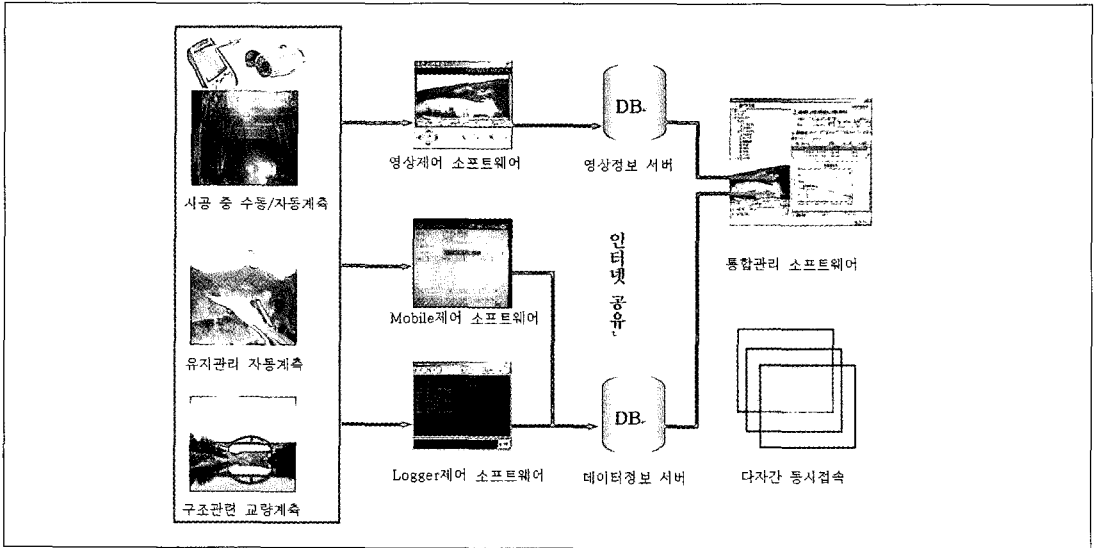 시공 중 수동/자동계측
유지관리 자동계측
구조관련 교량계측
영상제어 소프트웨어
Mobile제어 소프트웨어
Logger제어 소프트웨어
DB
영상정보 서버
인터넷 공유
DB
데이터정보 서버
통합관리 소프트웨어
다자간 동시접속